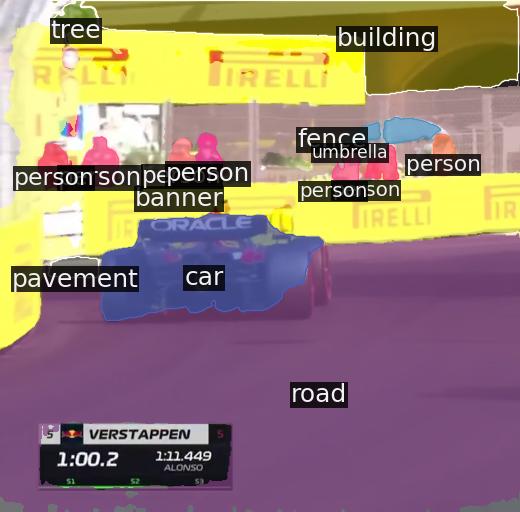 tree
building
RELLI
PIRELLI
fence
umbrella
person
person
person
person
banner
PIRELLI
ORACLE
pavement
car
road
5 VERSTAPPEN 5
1:00.2 1:11.449
ALONSO
S1 S2 S3